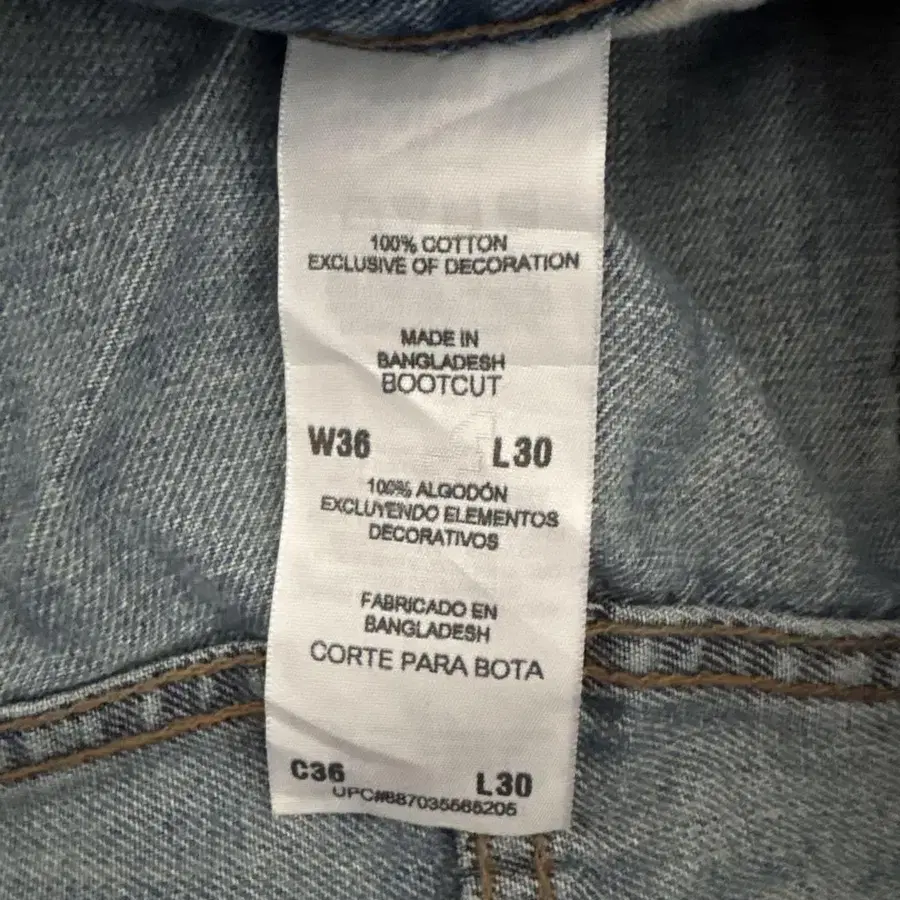 100% COTTON
EXCLUSIVE OF DECORATION
MADE IN
BANGLADESH
BOOTCUT
W36 L30
100% ALGODÓN
EXCLUYENDO ELEMENTOS
DECORATIVOS
FABRICADO EN
BANGLADESH
CORTE PARA BOTA
C36 L30
UPC#887035565205